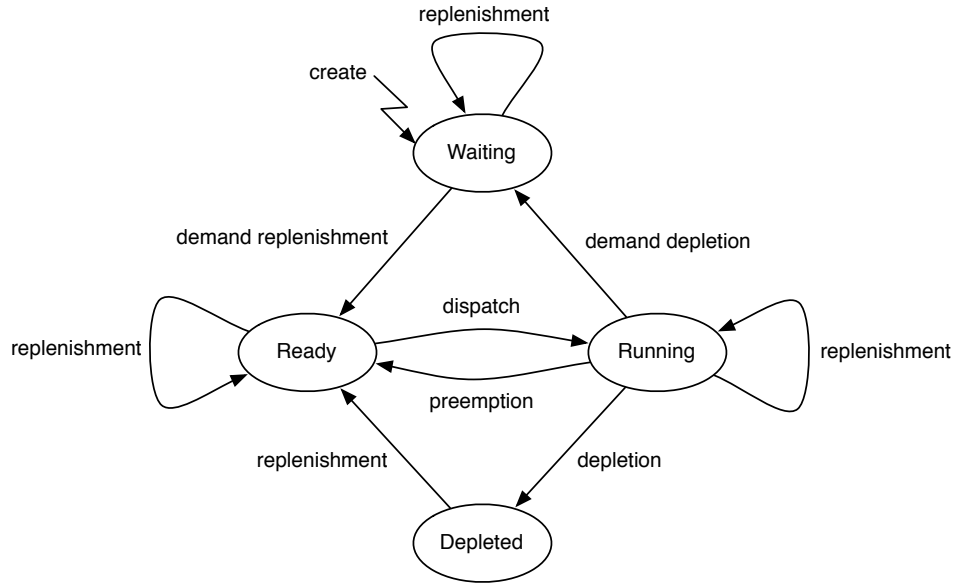 replenishment
create
Waiting
demand replenishment
demand depletion
dispatch
replenishment
Ready
Running
replenishment
preemption
replenishment
depletion
Depleted